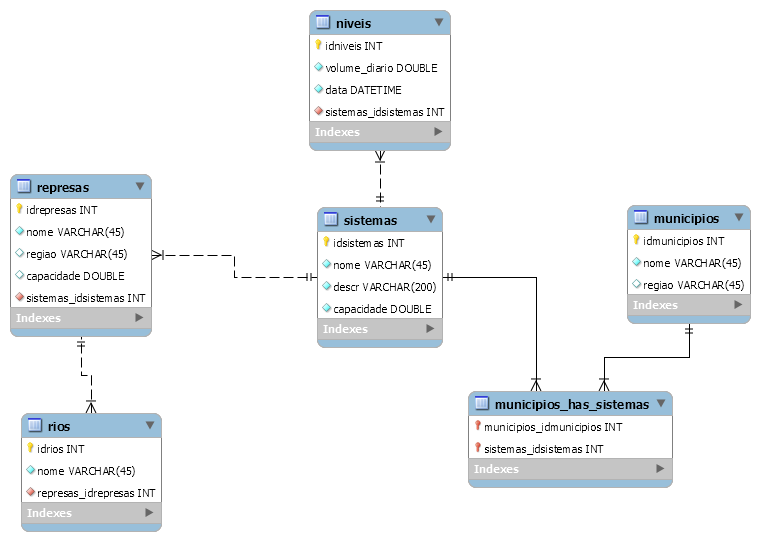 niveis
idniveis INT
volume_diario DOUBLE
data DATETIME
sistemas_idsistemas INT
Indexes
represas
idrepresas INT
nome VARCHAR(45)
regiao VARCHAR(45)
capacidade DOUBLE
sistemas_idsistemas INT
Indexes
sistemas
idsistemas INT
nome VARCHAR(45)
descr VARCHAR(200)
capacidade DOUBLE
Indexes
municipios
idmunicipios INT
nome VARCHAR(45)
regiao VARCHAR(45)
Indexes
rios
idrios INT
nome VARCHAR(45)
represas_idrepresas INT
Indexes
municipios_has_sistemas
municipios_idmunicipios INT
sistemas_idsistemas INT
Indexes